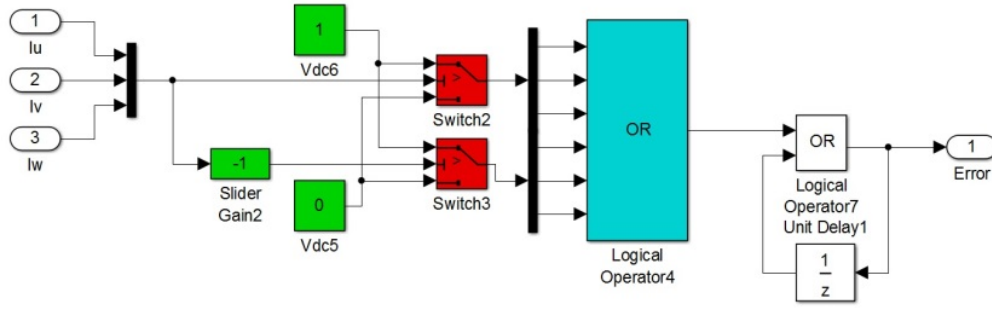 1
Iu
2
Iv
3
Iw
1
Vdc6
-1
Slider
Gain2
0
Vdc5
>
Switch2
>
Switch3
OR
Logical
Operator4
OR
Logical
Operator7
Unit Delay1
1
z
1
Error